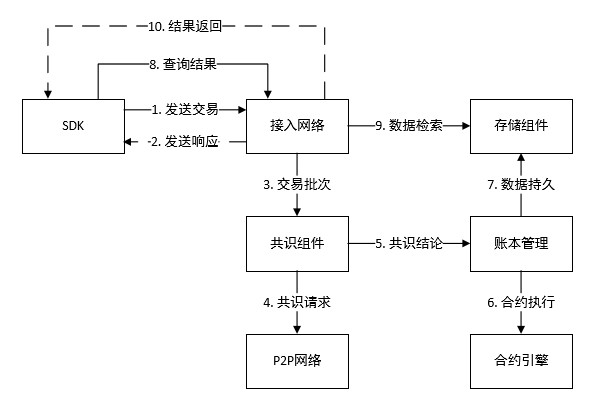 10. 结果返回
8. 查询结果
SDK
1. 发送交易
接入网络
9. 数据检索
存储组件
2. 发送响应
3. 交易批次
7. 数据持久
共识组件
5. 共识结论
账本管理
4. 共识请求
6. 合约执行
P2P网络
合约引擎